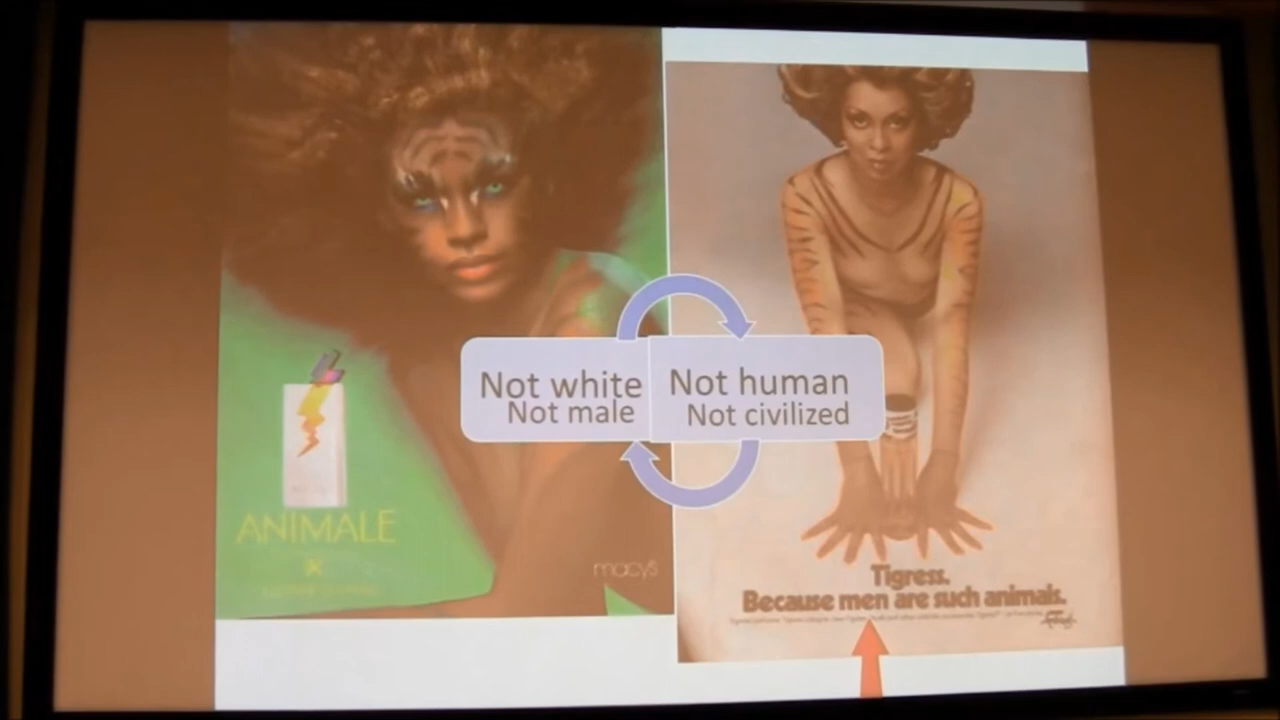 Not white
Not male
Not human
Not civilized
ANIMALE
macy's
Tigress.
Because men are such animals.